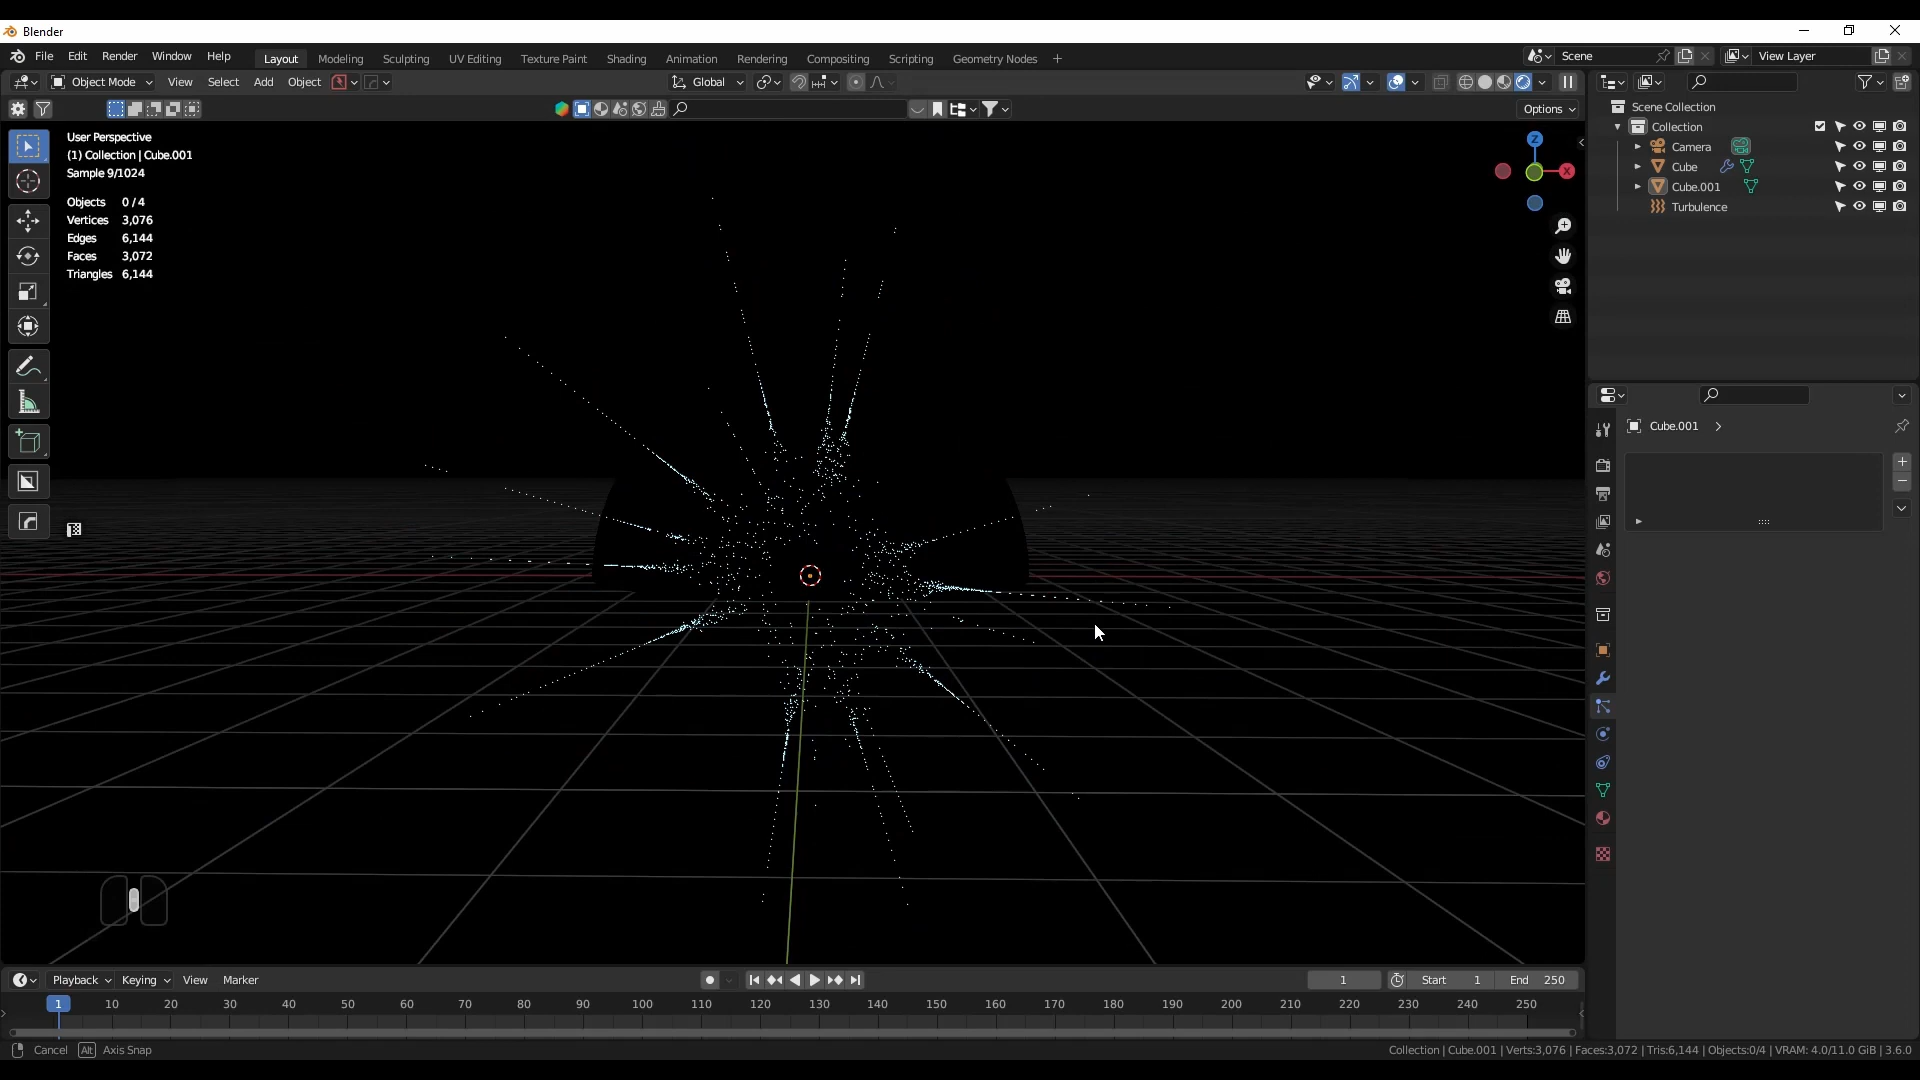 Blender
File Edit Render Window Help Layout Modeling Sculpting UV Editing Texture Paint Shading Animation Rendering Compositing Scripting Geometry Nodes + Scene View Layer
Object Mode View Select Add Object Global
Options
User Perspective
(1) Collection | Cube.001
Sample 9/1024
Objects 0/4
Vertices 3,076
Edges 6,144
Faces 3,072
Triangles 6,144
Z
X
Scene Collection
Collection
Camera
Cube
Cube.001
Turbulence
Cube.001
Playback Keying View Marker 1 Start 1 End 250
1 10 20 30 40 50 60 70 80 90 100 110 120 130 140 150 160 170 180 190 200 210 220 230 240 250
Cancel Alt Axis Snap Collection | Cube.001 | Verts:3,076 | Faces:3,072 | Tris:6,144 | Objects:0/4 | VRAM: 4.0/11.0 GiB | 3.6.0